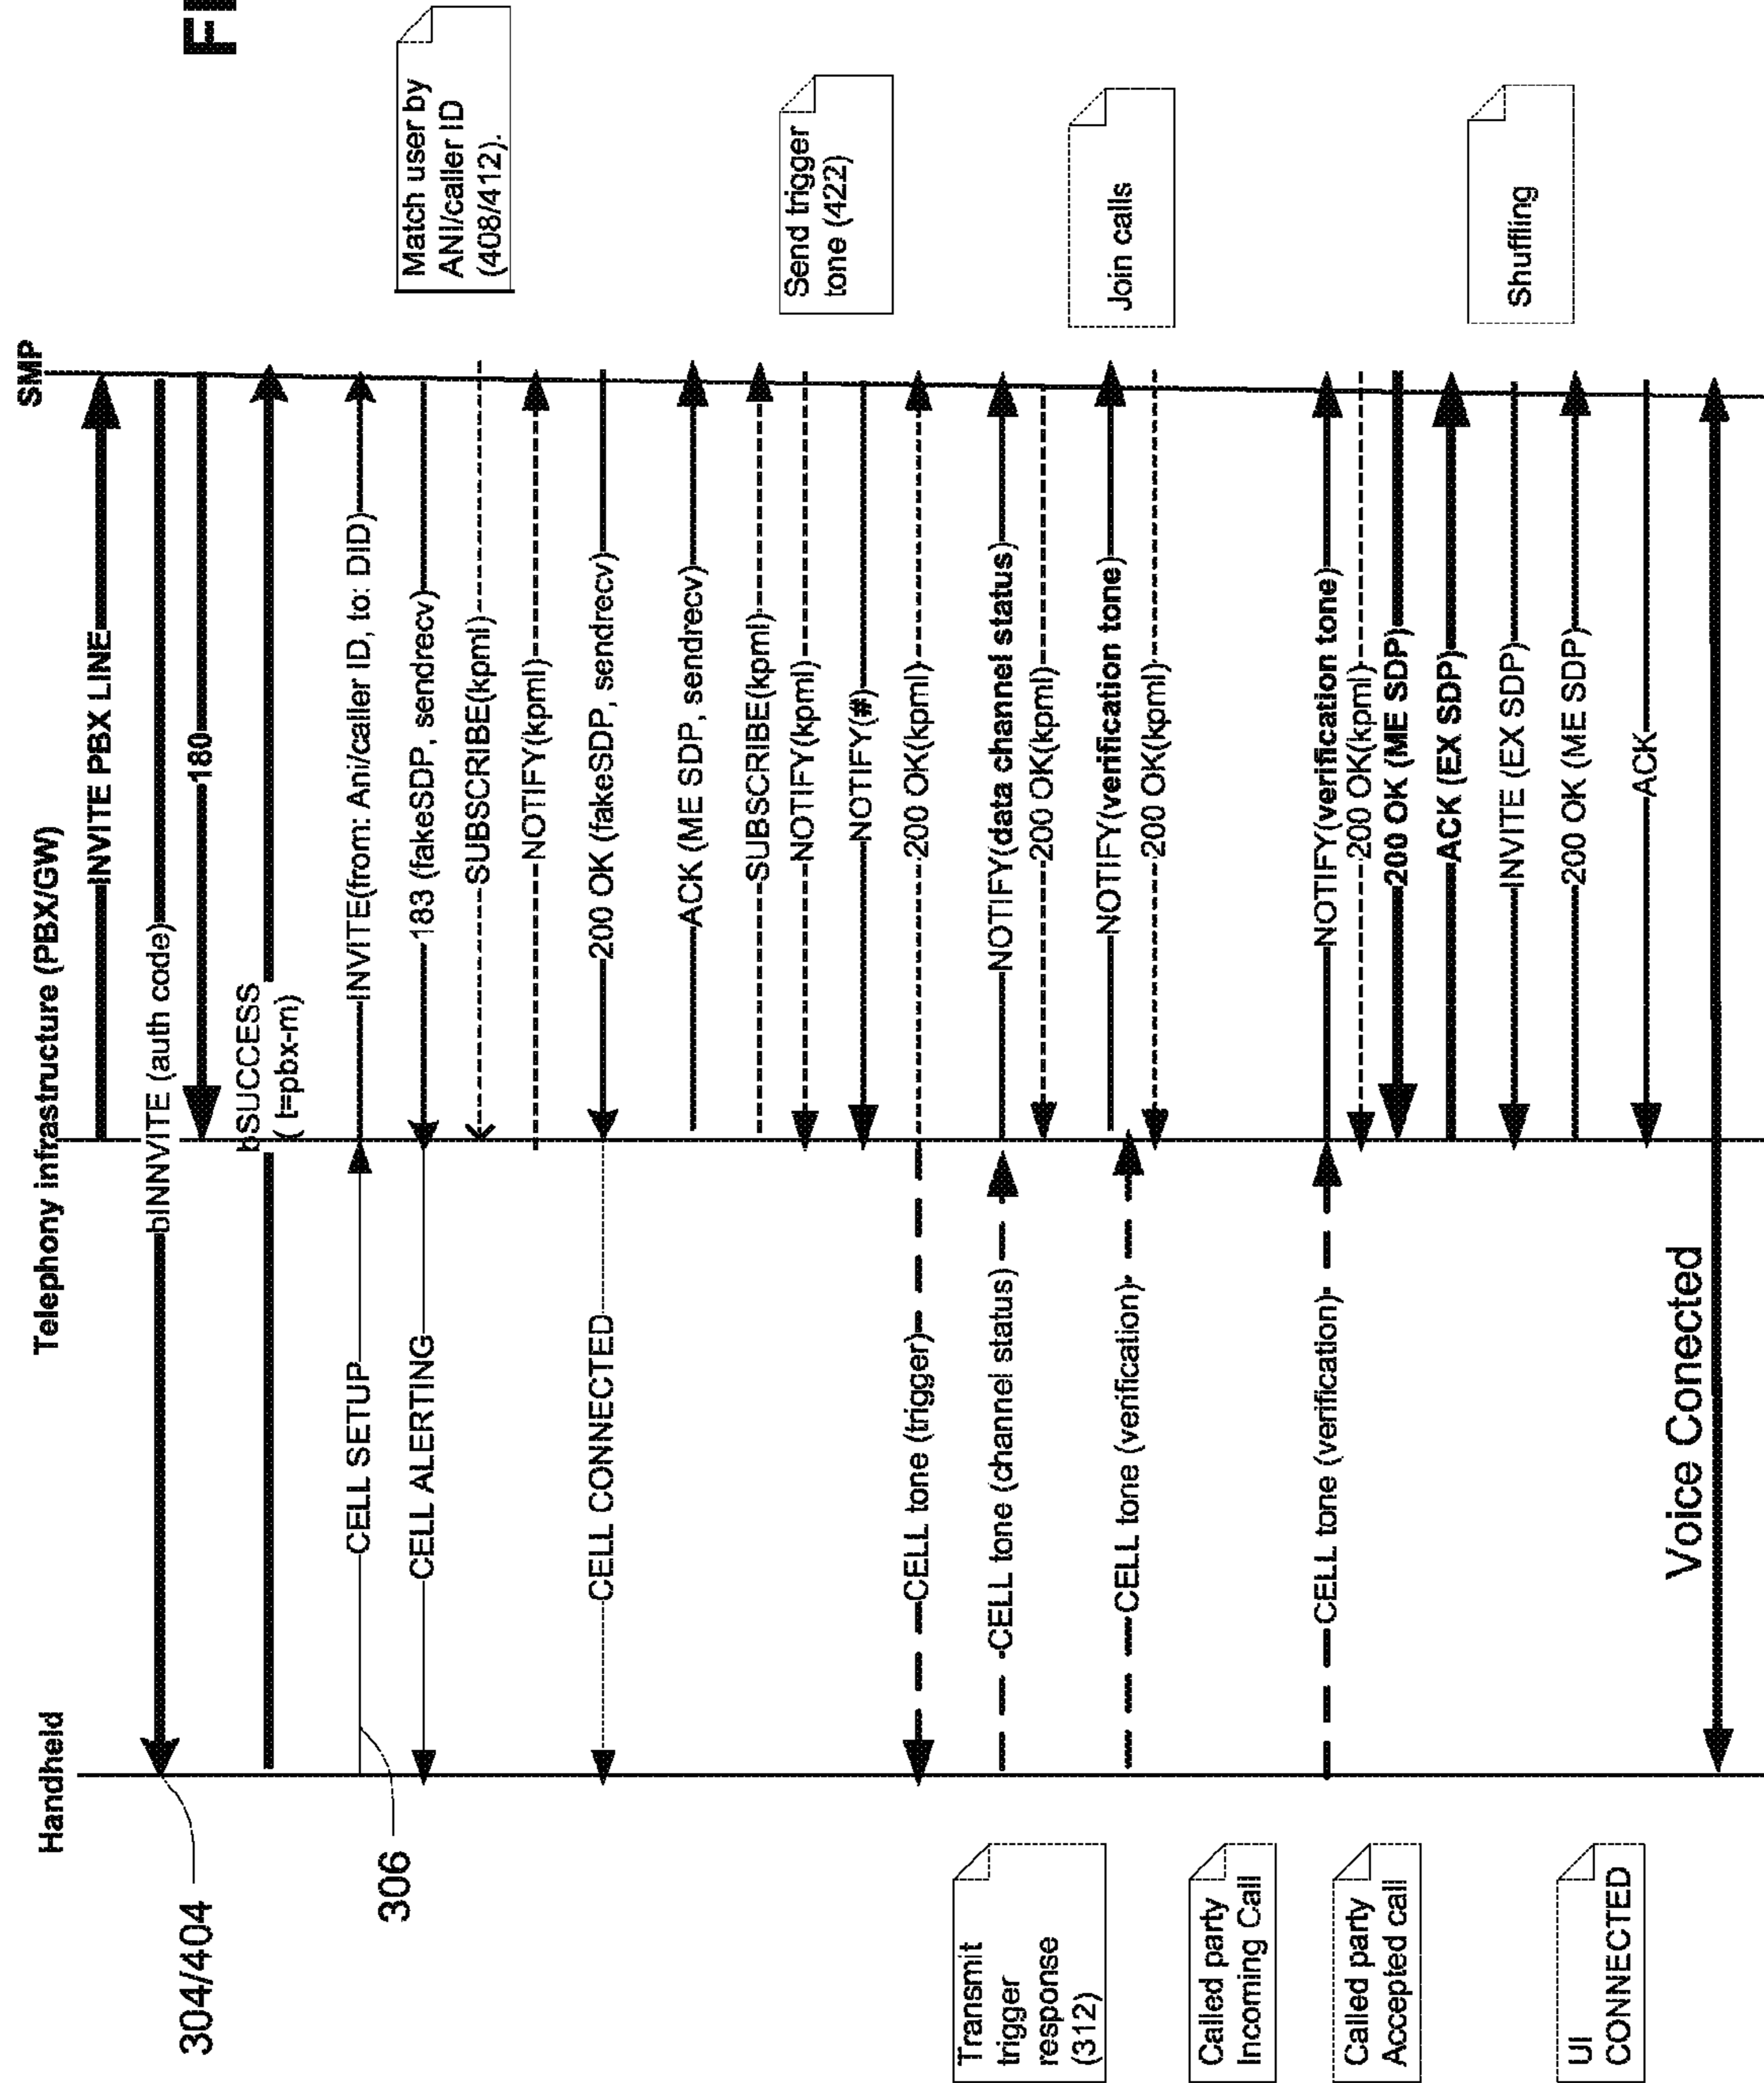 FI
Handheld
Telephony infrastructure (PBX/GW)
SMP
INVITE PBX LINE
304/404
bINNVITE (auth code)
180
bSUCCESS
( t=pbx-m)
306
CELL SETUP
INVITE(from: Ani/caller ID, to: DID)
CELL ALERTING
183 (fakeSDP, sendrecv)
Match user by
ANI/caller ID
(408/412).
SUBSCRIBE(kpml)
NOTIFY(kpml)
CELL CONNECTED
200 OK (fakeSDP, sendrecv)
ACK (ME SDP, sendrecv)
SUBSCRIBE(kpml)
NOTIFY(kpml)
Send trigger
tone (422)
NOTIFY(#)
CELL tone (trigger)
200 OK(kpml)
Transmit
trigger
response
(312)
CELL tone (channel status)
NOTIFY(data channel status)
200 OK(kpml)
CELL tone (verification)
NOTIFY(verification tone)
Join calls
200 OK(kpml)
Called party
Incoming Call
CELL tone (verification)
NOTIFY(verification tone)
200 OK(kpml)
Called party
Accepted call
200 OK (ME SDP)
ACK (EX SDP)
INVITE (EX SDP)
Shuffling
200 OK (ME SDP)
UI
CONNECTED
ACK
Voice Conected